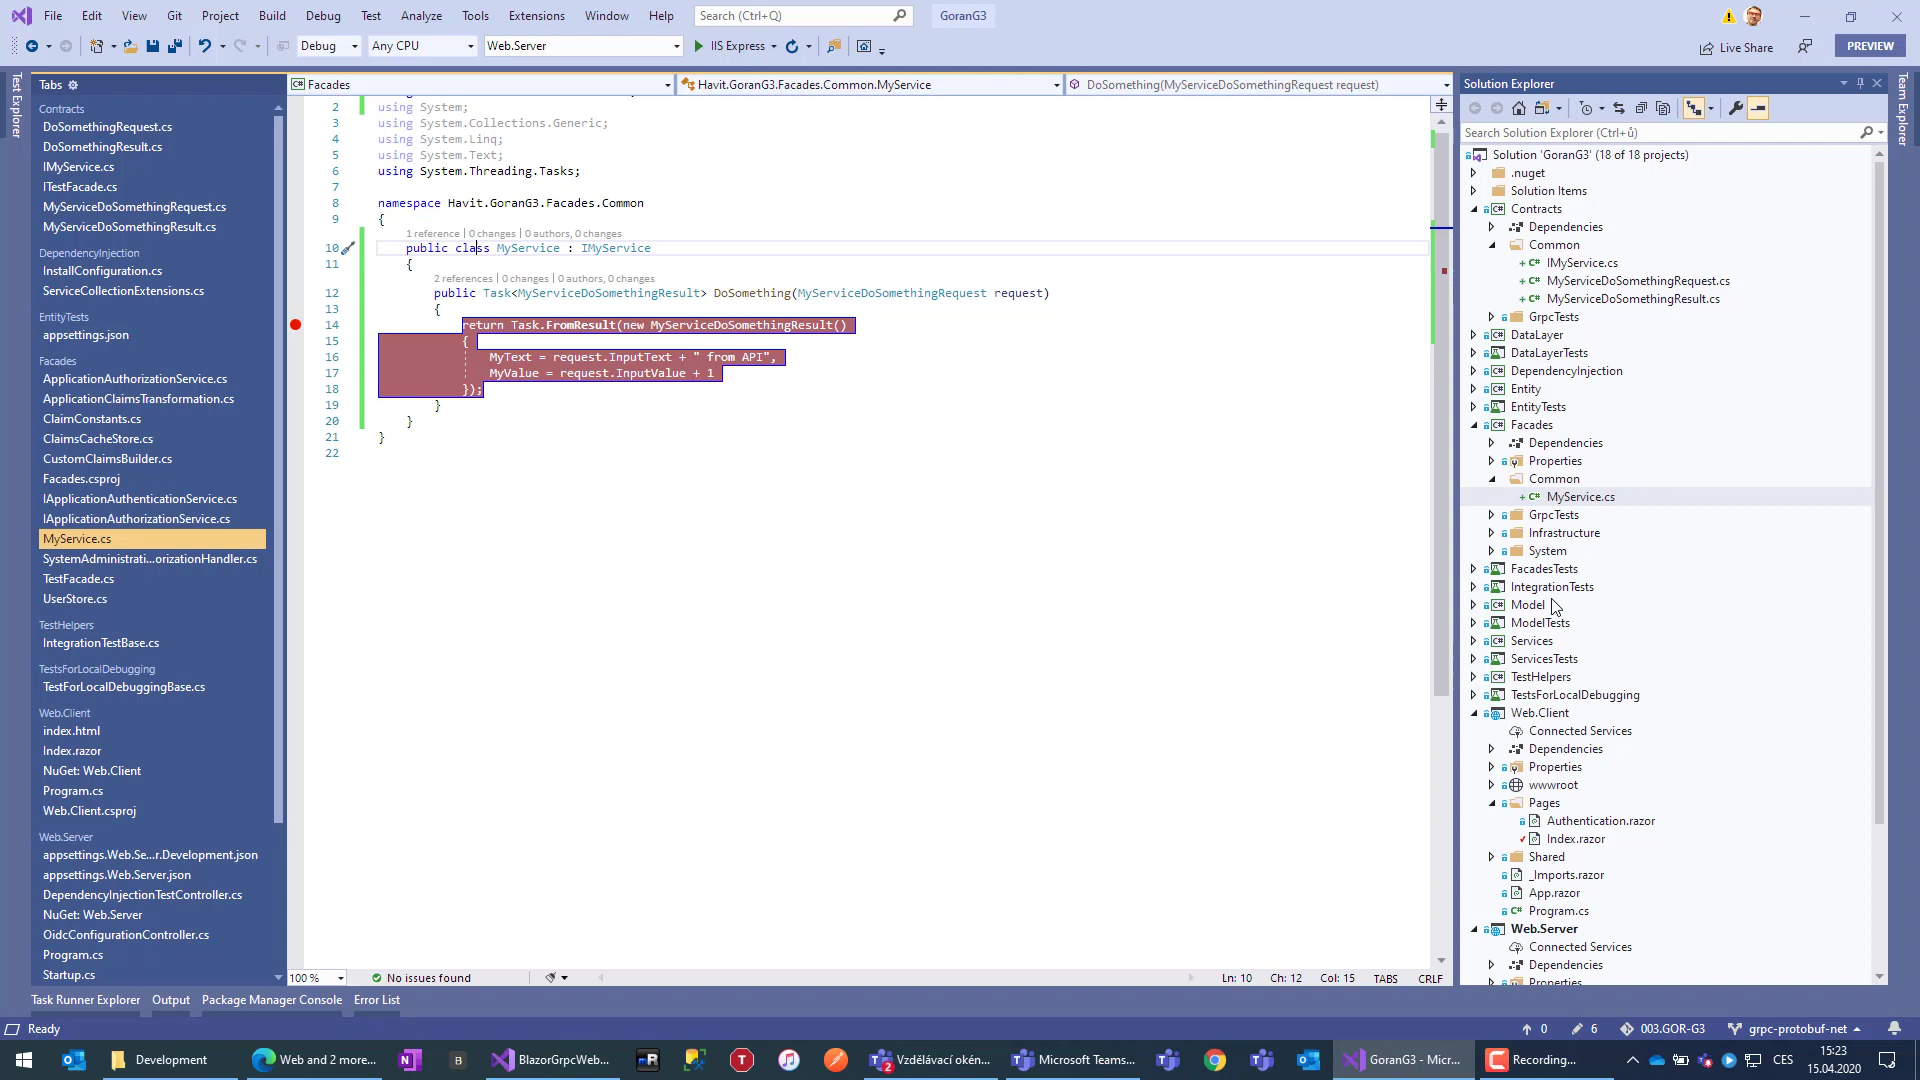 File Edit View Git Project Build Debug Test Analyze Tools Extensions Window Help Search (Ctrl+Q) GoranG3
Debug Any CPU Web.Server IIS Express Live Share PREVIEW
Test Explorer
Tabs
Contracts
DoSomethingRequest.cs
DoSomethingResult.cs
IMyService.cs
ITestFacade.cs
MyServiceDoSomethingRequest.cs
MyServiceDoSomethingResult.cs
DependencyInjection
InstallConfiguration.cs
ServiceCollectionExtensions.cs
EntityTests
appsettings.json
Facades
ApplicationAuthorizationService.cs
ApplicationClaimsTransformation.cs
ClaimConstants.cs
ClaimsCacheStore.cs
CustomClaimsBuilder.cs
Facades.csproj
IApplicationAuthenticationService.cs
IApplicationAuthorizationService.cs
MyService.cs
SystemAdministrati...orizationHandler.cs
TestFacade.cs
UserStore.cs
TestHelpers
IntegrationTestBase.cs
TestsForLocalDebugging
TestForLocalDebuggingBase.cs
Web.Client
index.html
Index.razor
NuGet: Web.Client
Program.cs
Web.Client.csproj
Web.Server
appsettings.Web.Se...r.Development.json
appsettings.Web.Server.json
DependencyInjectionTestController.cs
NuGet: Web.Server
OidcConfigurationController.cs
Program.cs
Startup.cs
Facades Havit.GoranG3.Facades.Common.MyService DoSomething(MyServiceDoSomethingRequest request)
2 using System;
3 using System.Collections.Generic;
4 using System.Linq;
5 using System.Text;
6 using System.Threading.Tasks;
7
8 namespace Havit.GoranG3.Facades.Common
9 {
1 reference | 0 changes | 0 authors, 0 changes
10 public class MyService : IMyService
11 {
2 references | 0 changes | 0 authors, 0 changes
12 public Task<MyServiceDoSomethingResult> DoSomething(MyServiceDoSomethingRequest request)
13 {
14 return Task.FromResult(new MyServiceDoSomethingResult()
15 {
16 MyText = request.InputText + " from API",
17 MyValue = request.InputValue + 1
18 });
19 }
20 }
21 }
22
100 % No issues found Ln: 10 Ch: 12 Col: 15 TABS CRLF
Solution Explorer
Search Solution Explorer (Ctrl+ů)
Solution 'GoranG3' (18 of 18 projects)
.nuget
Solution Items
Contracts
Dependencies
Common
IMyService.cs
MyServiceDoSomethingRequest.cs
MyServiceDoSomethingResult.cs
GrpcTests
DataLayer
DataLayerTests
DependencyInjection
Entity
EntityTests
Facades
Dependencies
Properties
Common
MyService.cs
GrpcTests
Infrastructure
System
FacadesTests
IntegrationTests
Model
ModelTests
Services
ServicesTests
TestHelpers
TestsForLocalDebugging
Web.Client
Connected Services
Dependencies
Properties
wwwroot
Pages
Authentication.razor
Index.razor
Shared
_Imports.razor
App.razor
Program.cs
Web.Server
Connected Services
Dependencies
Properties
Team Explorer
Task Runner Explorer Output Package Manager Console Error List
Ready 0 6 003.GOR-G3 grpc-protobuf-net
Development Web and 2 more... BlazorGrpcWeb... Vzdělávací okén... Microsoft Teams... GoranG3 - Micr... Recording... CES 15:23
15.04.2020